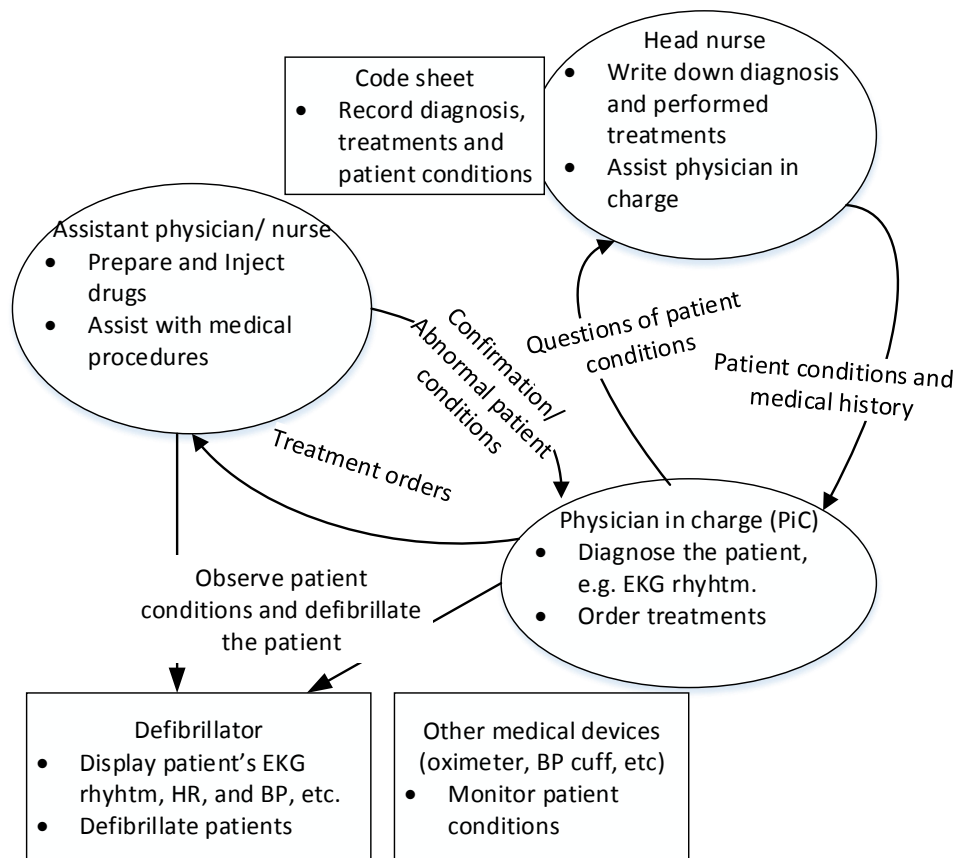 Head nurse
• Write down diagnosis
and performed
treatments
• Assist physician in
charge
Code sheet
• Record diagnosis,
treatments and
patient conditions
Assistant physician/ nurse
• Prepare and Inject
drugs
• Assist with medical
procedures
Confirmation/
Abnormal patient
conditions
Questions of patient
conditions
Patient conditions and
medical history
Treatment orders
Physician in charge (PiC)
• Diagnose the patient,
e.g. EKG rhyhtm.
• Order treatments
Observe patient
conditions and defibrillate
the patient
Defibrillator
• Display patient’s EKG
rhyhtm, HR, and BP, etc.
• Defibrillate patients
Other medical devices
(oximeter, BP cuff, etc)
• Monitor patient
conditions